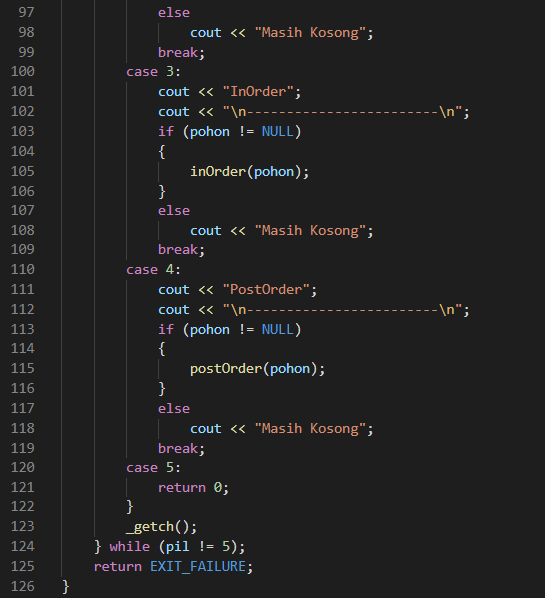 97 else
98 cout << "Masih Kosong";
99 break;
100 case 3:
101 cout << "InOrder";
102 cout << "\n------------------------\n";
103 if (pohon != NULL)
104 {
105 inOrder(pohon);
106 }
107 else
108 cout << "Masih Kosong";
109 break;
110 case 4:
111 cout << "PostOrder";
112 cout << "\n------------------------\n";
113 if (pohon != NULL)
114 {
115 postOrder(pohon);
116 }
117 else
118 cout << "Masih Kosong";
119 break;
120 case 5:
121 return 0;
122 }
123 _getch();
124 } while (pil != 5);
125 return EXIT_FAILURE;
126 }